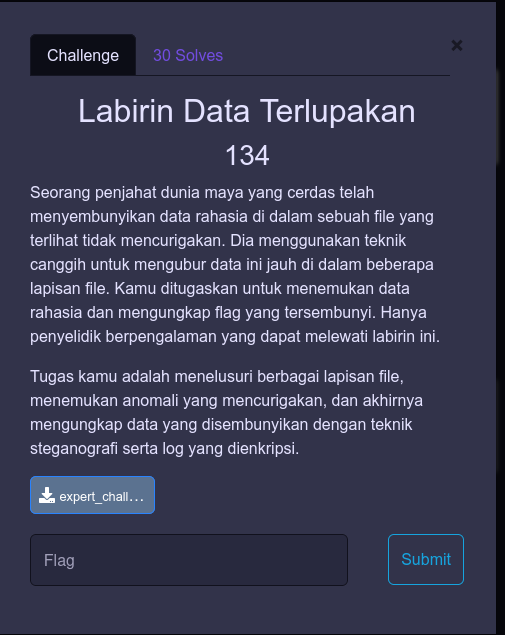 Challenge
30 Solves
×
Labirin Data Terlupakan
134
Seorang penjahat dunia maya yang cerdas telah
menyembunyikan data rahasia di dalam sebuah file yang
terlihat tidak mencurigakan. Dia menggunakan teknik
canggih untuk mengubur data ini jauh di dalam beberapa
lapisan file. Kamu ditugaskan untuk menemukan data
rahasia dan mengungkap flag yang tersembunyi. Hanya
penyelidik berpengalaman yang dapat melewati labirin ini.
Tugas kamu adalah menelusuri berbagai lapisan file,
menemukan anomali yang mencurigakan, dan akhirnya
mengungkap data yang disembunyikan dengan teknik
steganografi serta log yang dienkripsi.
expert_chall...
Flag
Submit